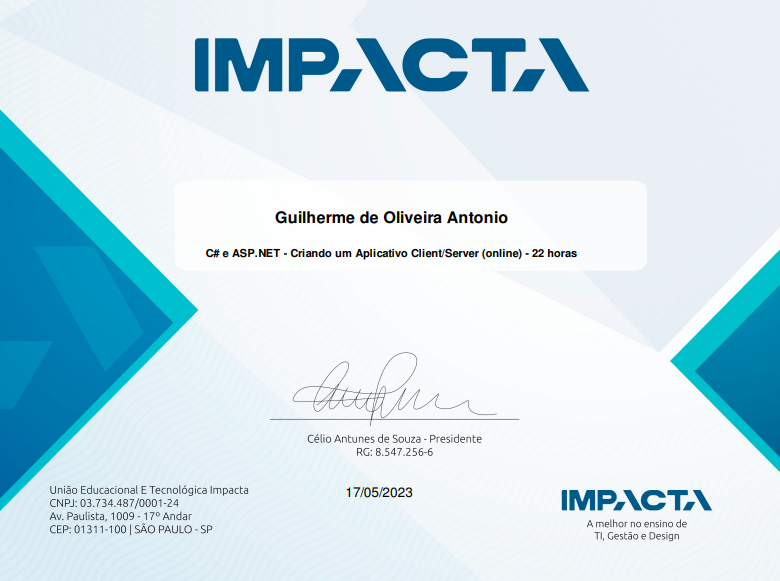 IMPACTA
Guilherme de Oliveira Antonio
C# e ASP.NET - Criando um Aplicativo Client/Server (online) - 22 horas
Célio Antunes de Souza - Presidente
RG: 8.547.256-6
União Educacional E Tecnológica Impacta
CNPJ: 03.734.487/0001-24
Av. Paulista, 1009 - 17º Andar
CEP: 01311-100 | SÃO PAULO - SP
17/05/2023
IMPACTA
A melhor no ensino de
TI, Gestão e Design